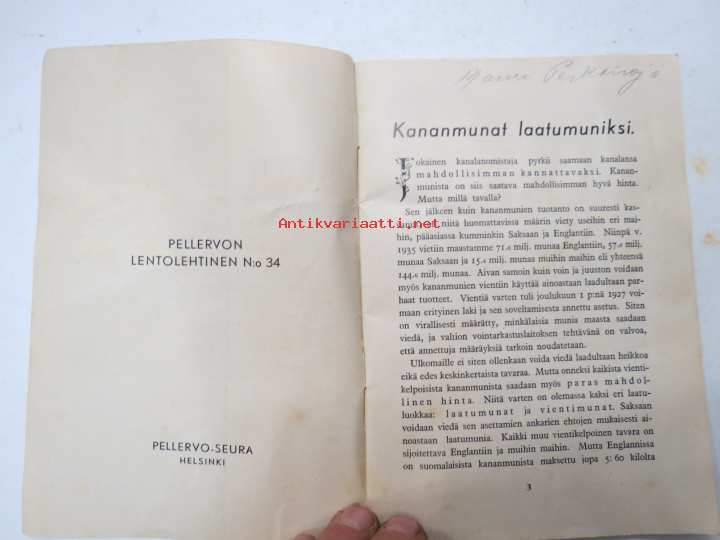 PELLERVON
LENTOLEHTINEN N:o 34
PELLERVO-SEURA
HELSINKI
Kananmunat laatumuniksi.
Jokainen kanalanomistaja pyrkii saamaan kanalansa
mahdollisimman kannattavaksi. Kanan-
munista on siis saatava mahdollisimman hyvä hinta.
Mutta millä tavalla?
Sen jälkeen kuin kananmunien tuotanto on suuresti kas-
niitä huomattavissa määrin viety useihin eri mai-
hin, pääasiassa kumminkin Saksaan ja Englantiin. Niinpä v.
1935 vietiin maastamme 71.6 milj. munaa Englantiin, 57.6 milj.
munaa Saksaan ja 15.4 milj. munaa muihin maihin eli yhteensä
144.6 milj. munaa. Aivan samoin kuin voin ja juuston voidaan
myös kananmunien vientiin käyttää ainoastaan laadultaan par-
haat tuotteet. Vientiä varten tuli joulukuun 1 p:nä 1927 voi-
maan erityinen laki ja sen soveltamisesta annettu asetus. Siten
on virallisesti määrätty, minkälaisia munia maasta saadaan
viedä, ja valtion vointarkastuslaitoksen tehtävänä on valvoa,
että annettuja määräyksiä tarkoin noudatetaan.
Ulkomaille ei siten ollenkaan voida viedä laadultaan heikkoa
eikä edes keskinkertaista tavaraa. Mutta onneksi kaikista vienti-
kelpoisista kananmunista saadaan myös paras mahdol-
linen hinta. Niitä varten on olemassa kaksi eri laatu-
luokkaa: laatumunat ja vientimunat. Saksaan
voidaan viedä sen asettamien ankarien ehtojen mukaisesti ai-
noastaan laatumunia. Kaikki muu vientikelpoinen tavara on
sijoitettava Englantiin ja muihin maihin. Mutta Englannissa
on suomalaisista kananmunista maksettu jopa 5:60 kilolta
3
Antikvariaatti.net